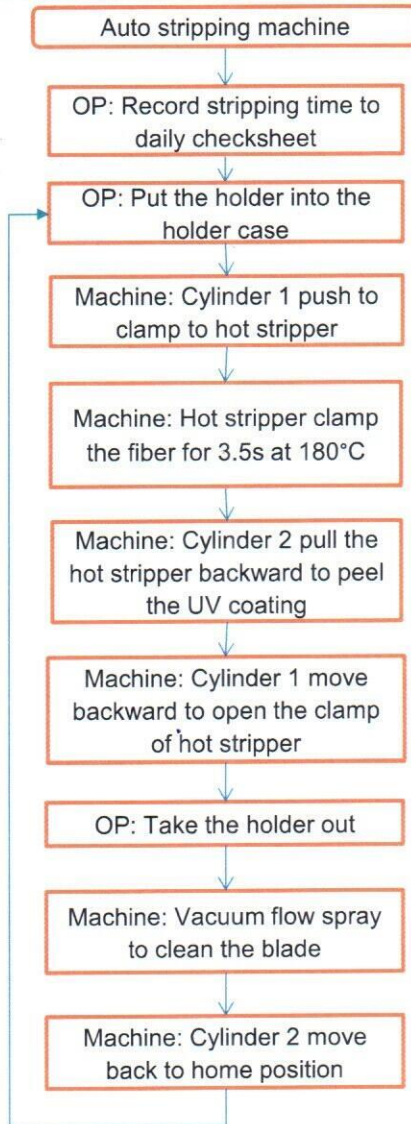 Auto stripping machine
OP: Record stripping time to
daily checksheet
OP: Put the holder into the
holder case
Machine: Cylinder 1 push to
clamp to hot stripper
Machine: Hot stripper clamp
the fiber for 3.5s at 180°C
Machine: Cylinder 2 pull the
hot stripper backward to peel
the UV coating
Machine: Cylinder 1 move
backward to open the clamp
of hot stripper
OP: Take the holder out
Machine: Vacuum flow spray
to clean the blade
Machine: Cylinder 2 move
back to home position